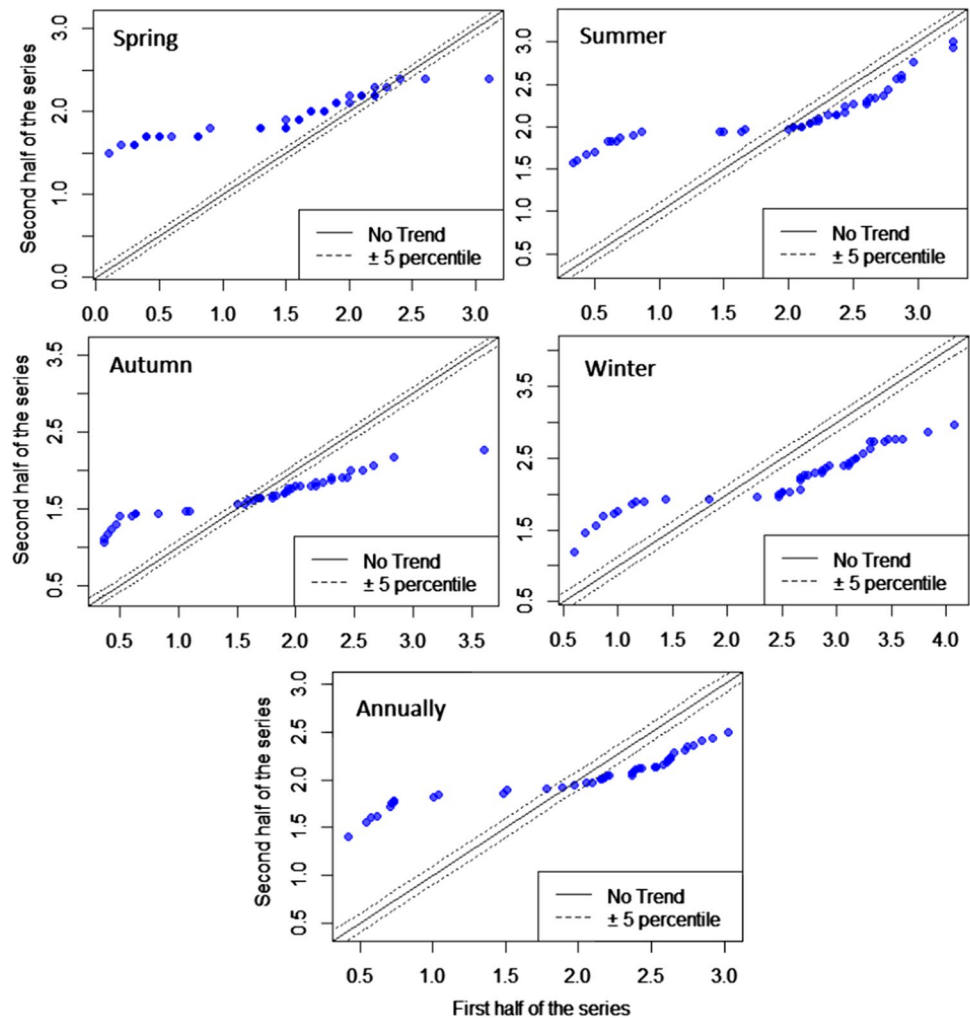 Spring
Second half of the series
3.0
2.0
1.0
0.0
No Trend
± 5 percentile
0.0 0.5 1.0 1.5 2.0 2.5 3.0
Summer
3.0
2.5
2.0
1.5
1.0
0.5
No Trend
± 5 percentile
0.5 1.0 1.5 2.0 2.5 3.0
Autumn
Second half of the series
3.5
2.5
1.5
0.5
No Trend
± 5 percentile
0.5 1.0 1.5 2.0 2.5 3.0 3.5
Winter
3.5
2.5
1.5
0.5
No Trend
± 5 percentile
0.5 1.0 1.5 2.0 2.5 3.0 3.5 4.0
Annually
Second half of the series
3.0
2.5
2.0
1.5
1.0
0.5
No Trend
± 5 percentile
0.5 1.0 1.5 2.0 2.5 3.0
First half of the series